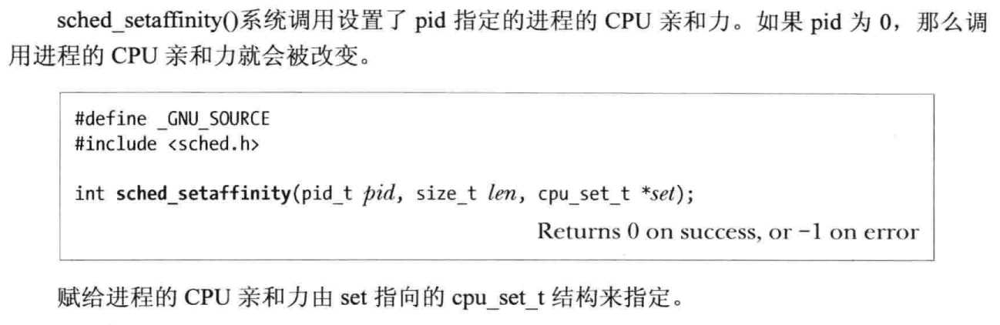 sched_setaffinity()系统调用设置了 pid 指定的进程的 CPU 亲和力。如果 pid 为 0，那么调
用进程的 CPU 亲和力就会被改变。
#define _GNU_SOURCE
#include <sched.h>
int sched_setaffinity(pid_t pid, size_t len, cpu_set_t *set);
Returns 0 on success, or −1 on error
赋给进程的 CPU 亲和力由 set 指向的 cpu_set_t 结构来指定。